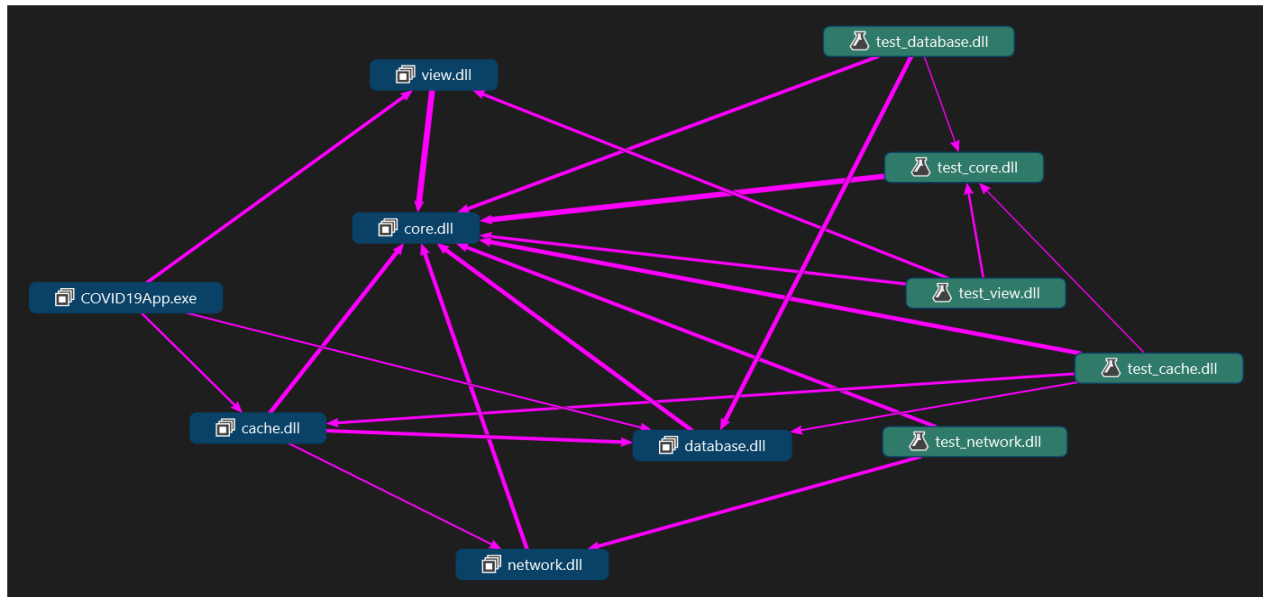 test_database.dll
view.dll
test_core.dll
core.dll
COVID19App.exe
test_view.dll
test_cache.dll
cache.dll
database.dll
test_network.dll
network.dll